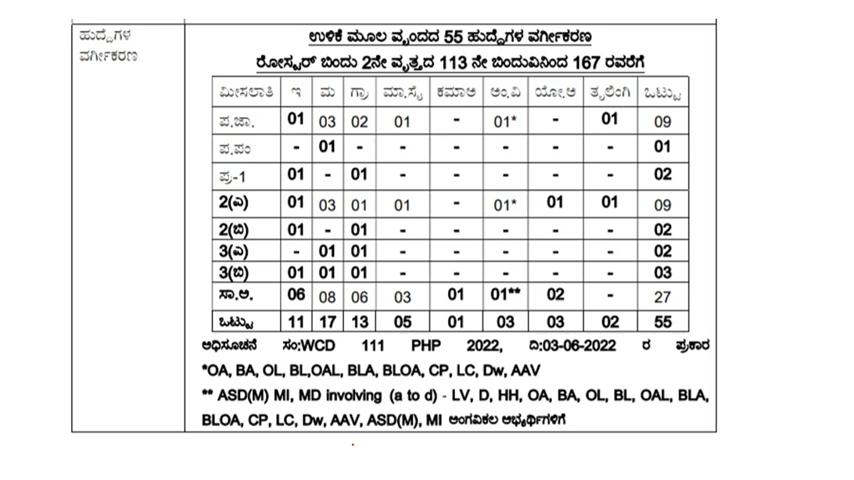 ಹುದ್ದೆಗಳ
ವರ್ಗೀಕರಣ
ಉಳಿಕೆ ಮೂಲ ವೃಂದದ 55 ಹುದ್ದೆಗಳ ವರ್ಗೀಕರಣ
ರೋಸ್ಟರ್ ಬಿಂದು 2ನೇ ವೃತ್ತದ 113 ನೇ ಬಿಂದುವಿನಿಂದ 167 ರವರೆಗೆ
ಮೀಸಲಾತಿ ಇ ಮ ಗ್ರಾ ಮಾ.ಸೈ ಕಮಾಅ ಅಂ.ವಿ ಯೋ.ಅ ತೃಲಿಂಗಿ ಒಟ್ಟು
ಪ.ಜಾ. 01 03 02 01 - 01* - 01 09
ಪ.ಪಂ - 01 - - - - - - 01
ಪ್ರ-1 01 - 01 - - - - - 02
2(ಎ) 01 03 01 01 - 01* 01 01 09
2(ಬಿ) 01 - 01 - - - - - 02
3(ಎ) - 01 01 - - - - - 02
3(ಬಿ) 01 01 01 - - - - - 03
ಸಾ.ಅ. 06 08 06 03 01 01** 02 - 27
ಒಟ್ಟು 11 17 13 05 01 03 03 02 55
ಅಧಿಸೂಚನೆ ಸಂ:WCD 111 PHP 2022, ದಿ:03-06-2022 ರ ಪ್ರಕಾರ
*OA, BA, OL, BL,OAL, BLA, BLOA, CP, LC, Dw, AAV
** ASD(M) MI, MD involving (a to d) - LV, D, HH, OA, BA, OL, BL, OAL, BLA,
BLOA, CP, LC, Dw, AAV, ASD(M), MI ಅಂಗವಿಕಲ ಅಭ್ಯರ್ಥಿಗಳಿಗೆ